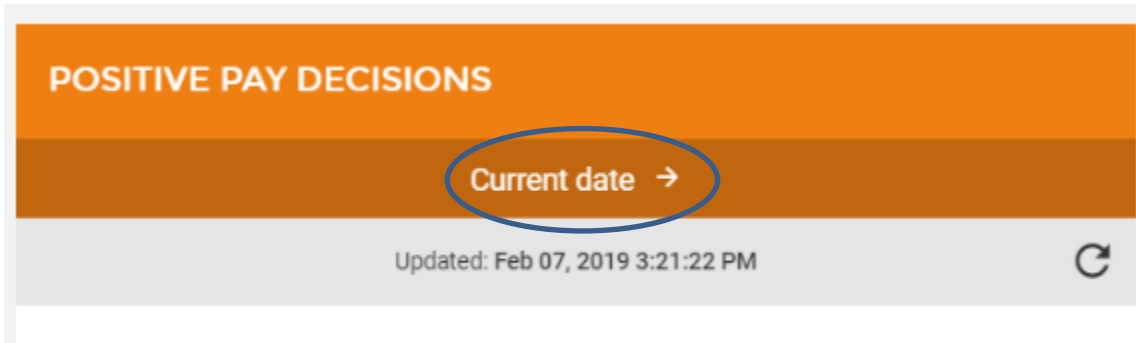 POSITIVE PAY DECISIONS
Current date →
Updated: Feb 07, 2019 3:21:22 PM